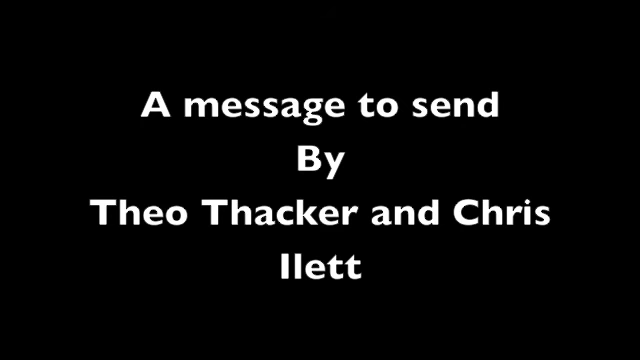 A message to send
By
Theo Thacker and Chris
Ilett